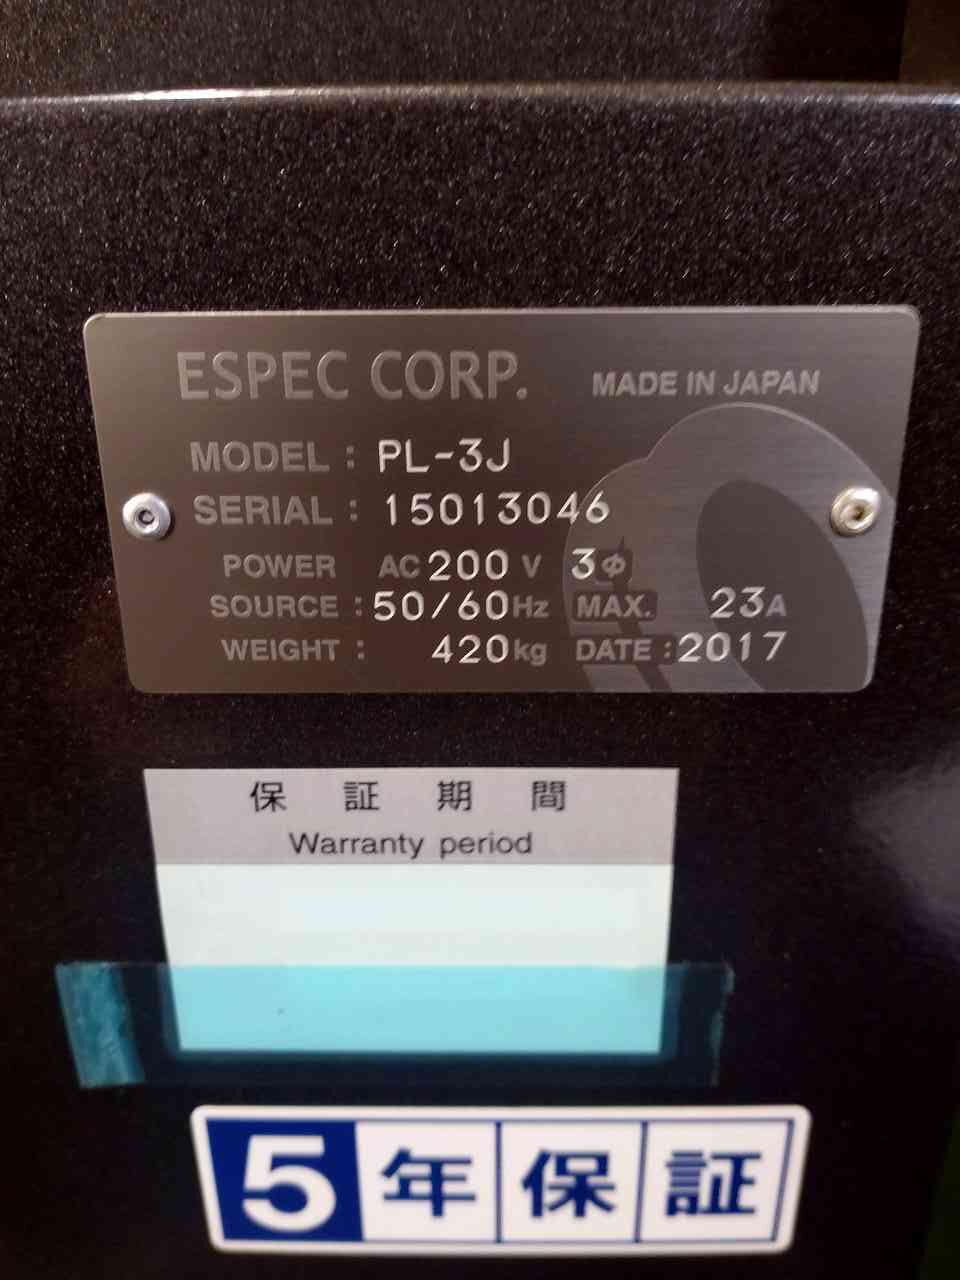 ESPEC CORP. MADE IN JAPAN
MODEL : PL-3J
SERIAL : 15013046
POWER AC 200 V 3Φ
SOURCE : 50/60Hz MAX. 23A
WEIGHT : 420kg DATE : 2017
保証期間
Warranty period
5年保証